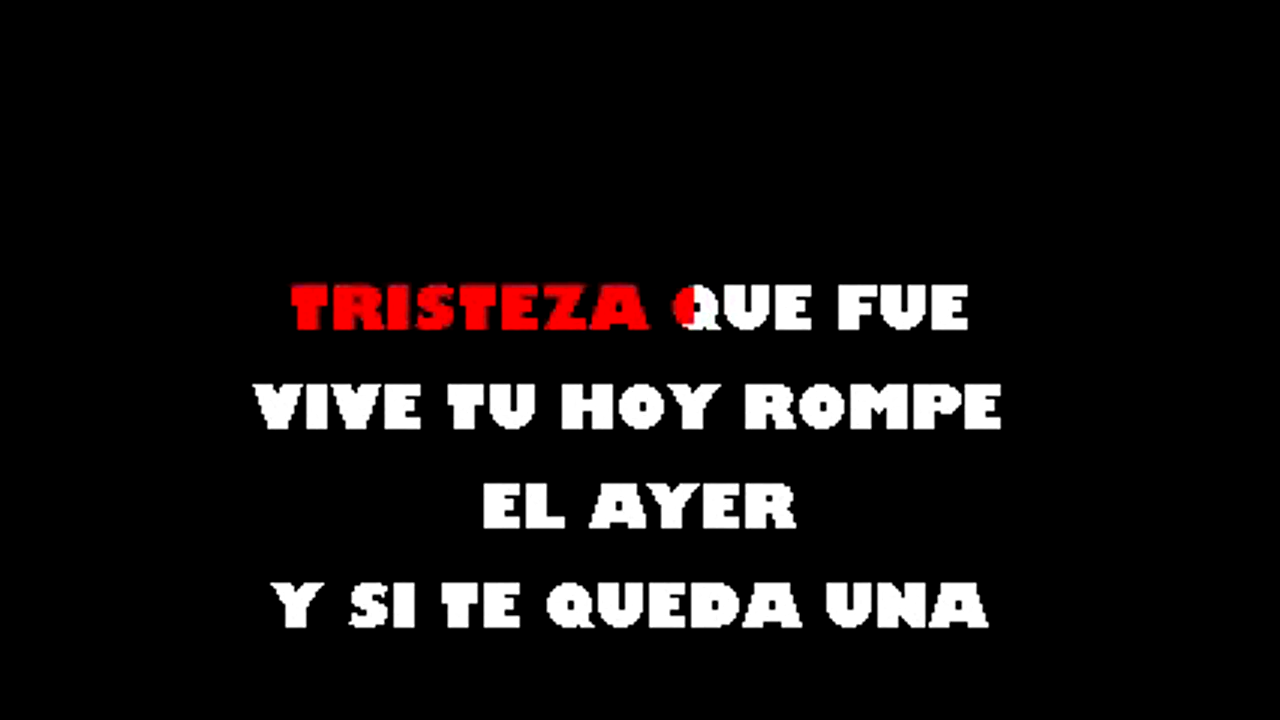 TRISTEZA QUE FUE
VIVE TU HOY ROMPE
EL AYER
Y SI TE QUEDA UNA